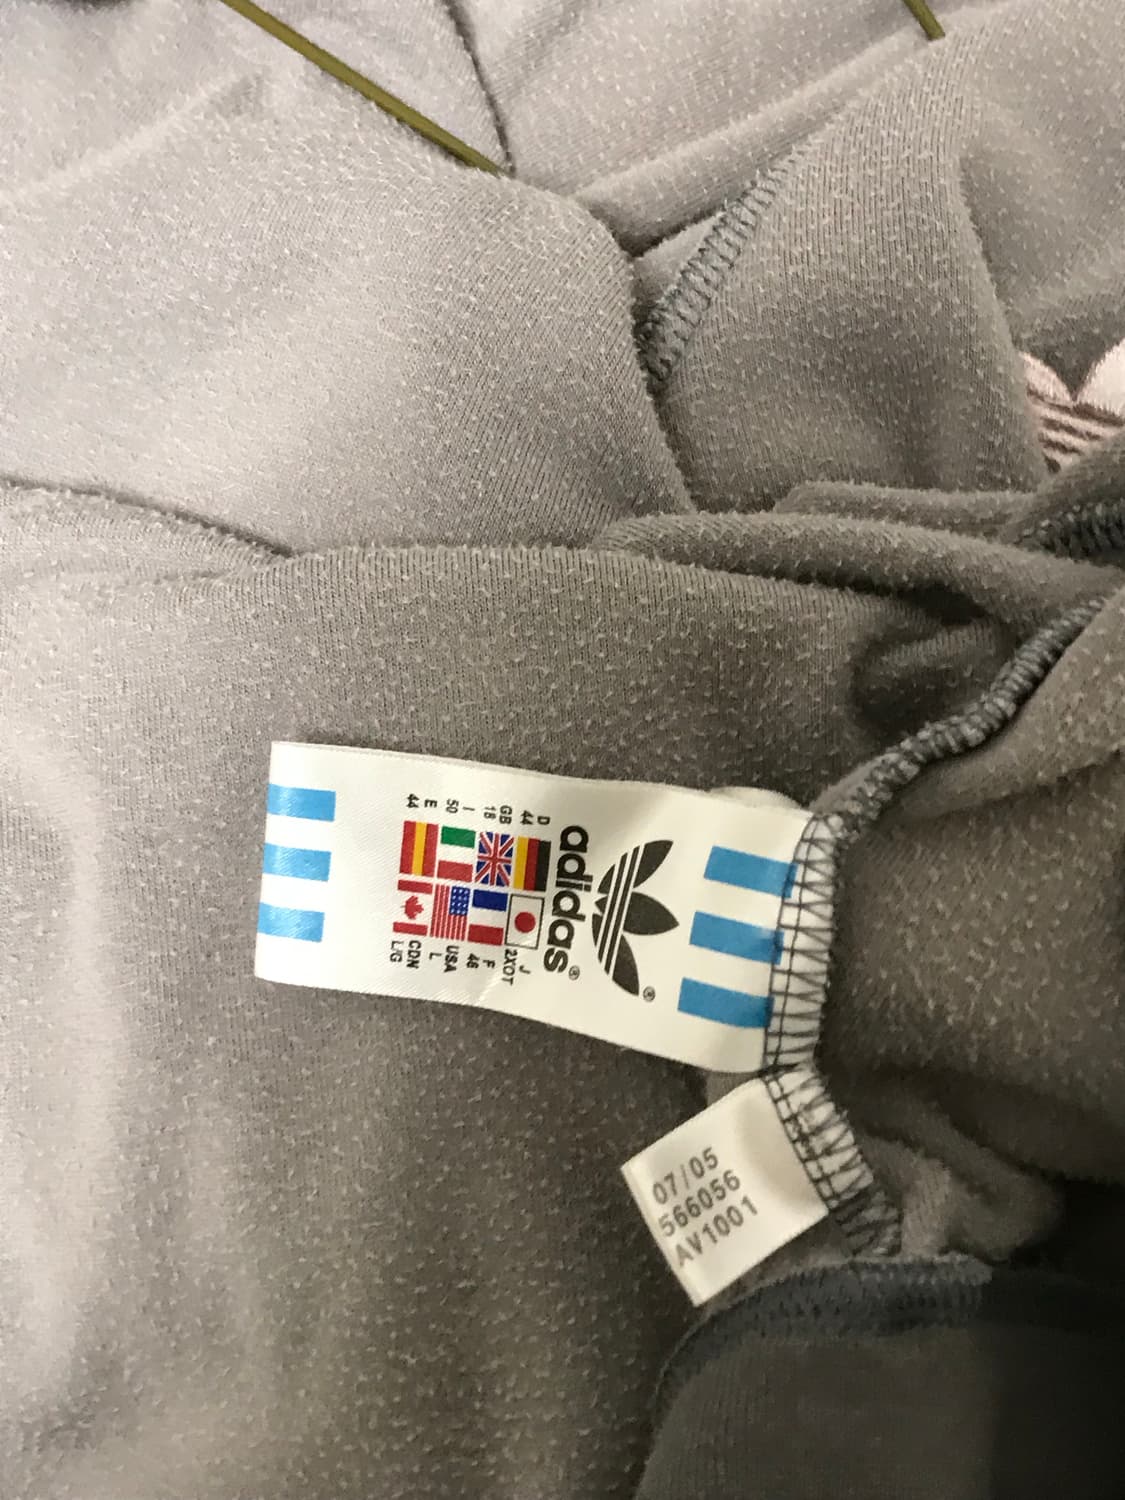 adidas®
®
D
44
GB
18
I
50
E
44
J
2XOT
F
46
USA
L
CDN
L/G
07/05
566056
AV1001